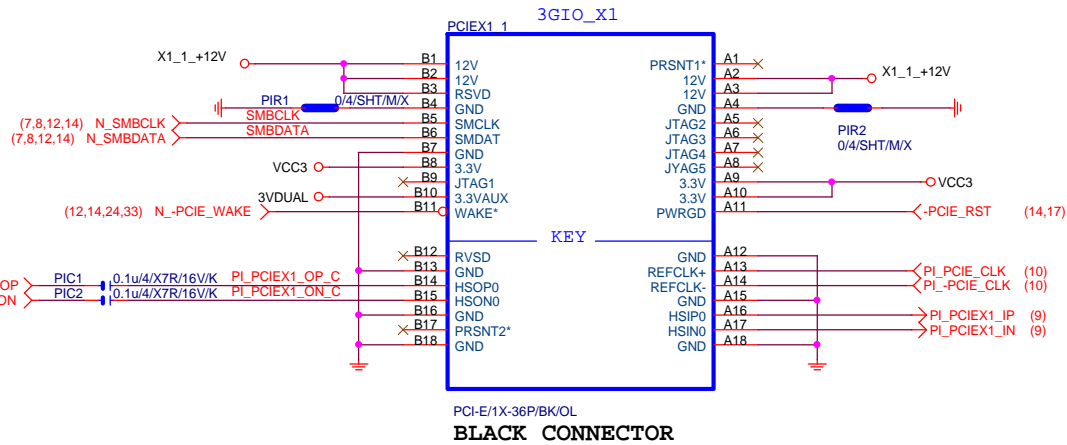 3GIO_X1
PCIEX1_1
X1_1_+12V
B1 12V
B2 12V
B3 RSVD
PIR1 0/4/SHT/M/X B4 GND
(7,8,12,14) N_SMBCLK SMBCLK B5 SMCLK
(7,8,12,14) N_SMBDATA SMBDATA B6 SMDAT
B7 GND
VCC3 B8 3.3V
B9 JTAG1
3VDUAL B10 3.3VAUX
(12,14,24,33) N_-PCIE_WAKE B11 WAKE*
PRSNT1* A1
12V A2 X1_1_+12V
12V A3
GND A4
PIR2
0/4/SHT/M/X
JTAG2 A5
JTAG3 A6
JTAG4 A7
JYAG5 A8
3.3V A9 VCC3
3.3V A10
PWRGD A11 -PCIE_RST (14,17)
KEY
B12 RVSD
B13 GND
OP PIC1 0.1u/4/X7R/16V/K PI_PCIEX1_OP_C B14 HSOP0
ON PIC2 0.1u/4/X7R/16V/K PI_PCIEX1_ON_C B15 HSON0
B16 GND
B17 PRSNT2*
B18 GND
GND A12
REFCLK+ A13 PI_PCIE_CLK (10)
REFCLK- A14 PI_-PCIE_CLK (10)
GND A15
HSIP0 A16 PI_PCIEX1_IP (9)
HSIN0 A17 PI_PCIEX1_IN (9)
GND A18
PCI-E/1X-36P/BK/OL
BLACK CONNECTOR